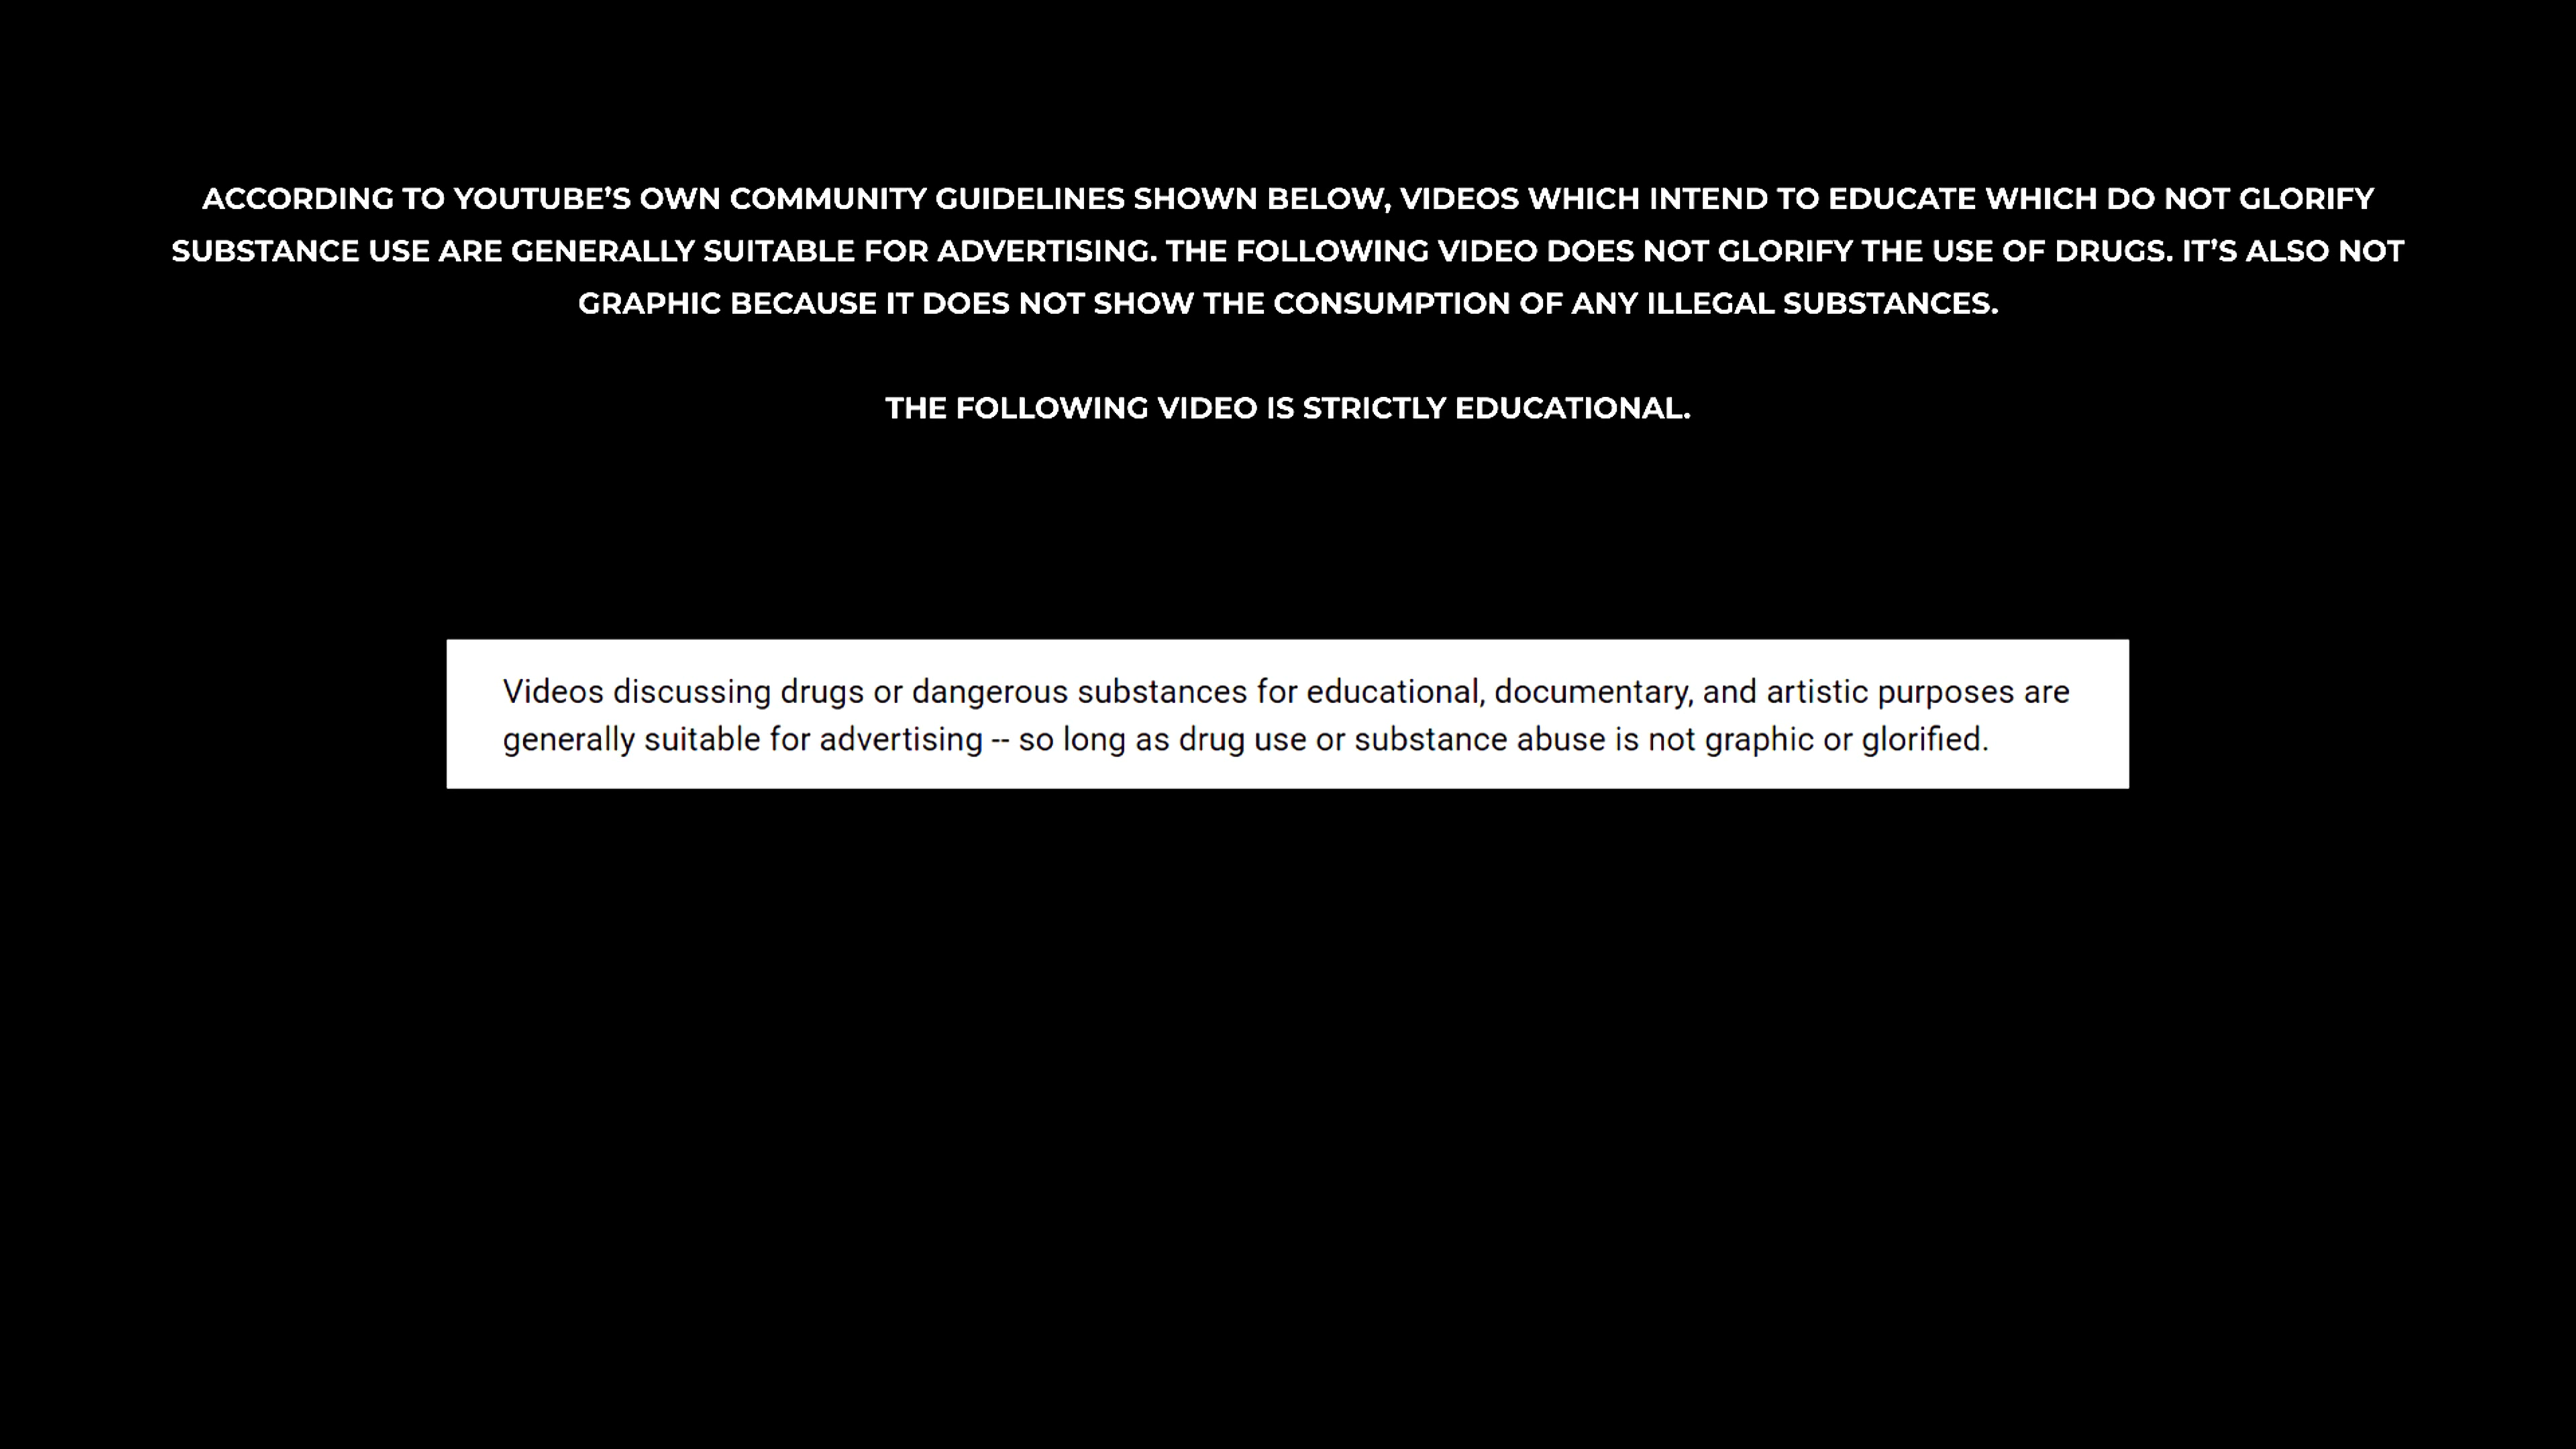 ACCORDING TO YOUTUBE’S OWN COMMUNITY GUIDELINES SHOWN BELOW, VIDEOS WHICH INTEND TO EDUCATE WHICH DO NOT GLORIFY
SUBSTANCE USE ARE GENERALLY SUITABLE FOR ADVERTISING. THE FOLLOWING VIDEO DOES NOT GLORIFY THE USE OF DRUGS. IT’S ALSO NOT
GRAPHIC BECAUSE IT DOES NOT SHOW THE CONSUMPTION OF ANY ILLEGAL SUBSTANCES.
THE FOLLOWING VIDEO IS STRICTLY EDUCATIONAL.
Videos discussing drugs or dangerous substances for educational, documentary, and artistic purposes are
generally suitable for advertising -- so long as drug use or substance abuse is not graphic or glorified.